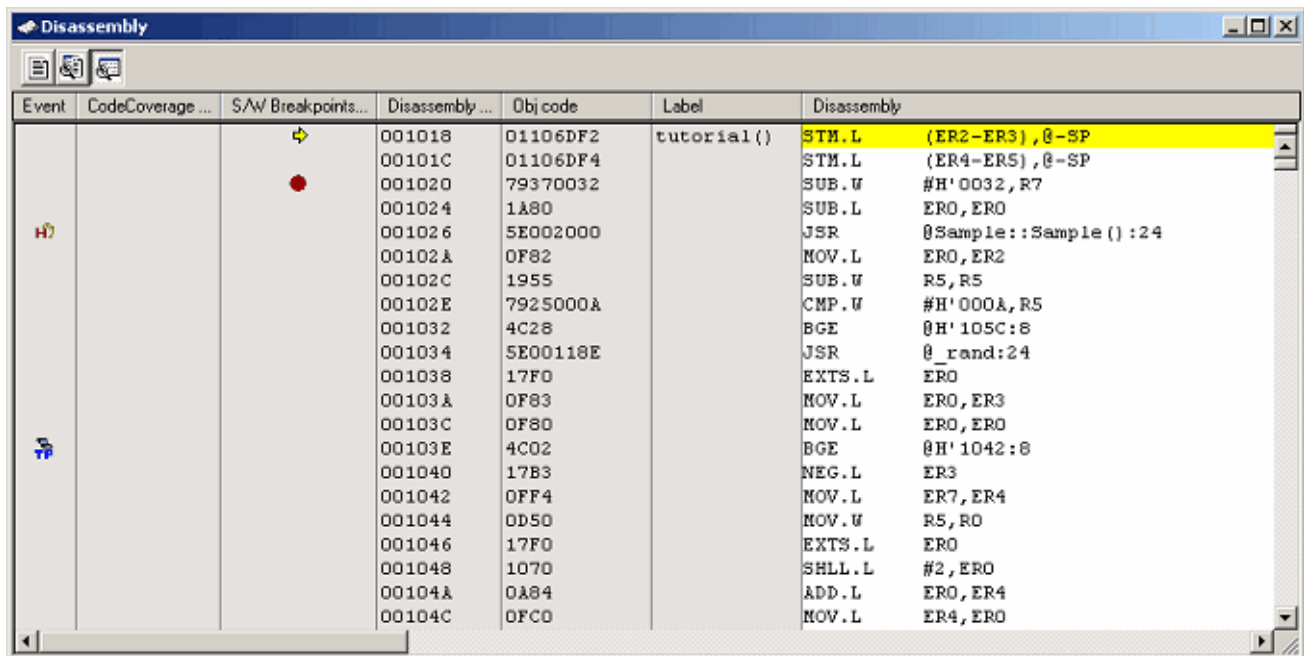 Disassembly
Event CodeCoverage ... S/W Breakpoints... Disassembly ... Obj code Label Disassembly
001018 01106DF2 tutorial() STM.L (ER2-ER3),@-SP
00101C 01106DF4 STM.L (ER4-ER5),@-SP
001020 79370032 SUB.W #H'0032,R7
001024 1A80 SUB.L ER0,ER0
H 001026 5E002000 JSR @Sample::Sample():24
00102A 0F82 MOV.L ER0,ER2
00102C 1955 SUB.W R5,R5
00102E 7925000A CMP.W #H'000A,R5
001032 4C28 BGE @H'105C:8
001034 5E00118E JSR @_rand:24
001038 17F0 EXTS.L ER0
00103A 0F83 MOV.L ER0,ER3
00103C 0F80 MOV.L ER0,ER0
TP 00103E 4C02 BGE @H'1042:8
001040 17B3 NEG.L ER3
001042 0FF4 MOV.L ER7,ER4
001044 0D50 MOV.W R5,R0
001046 17F0 EXTS.L ER0
001048 1070 SHLL.L #2,ER0
00104A 0A84 ADD.L ER0,ER4
00104C 0FC0 MOV.L ER4,ER0